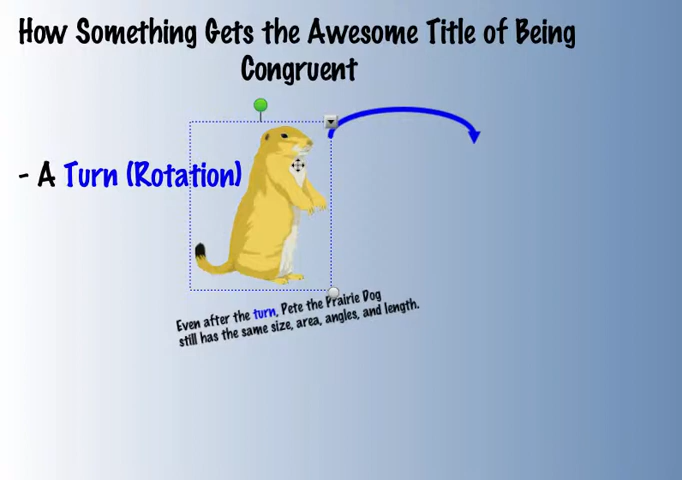 How Something Gets the Awesome Title of Being
Congruent
- A Turn (Rotation)
Even after the turn, Pete the Prairie Dog
still has the same size, area, angles, and length.